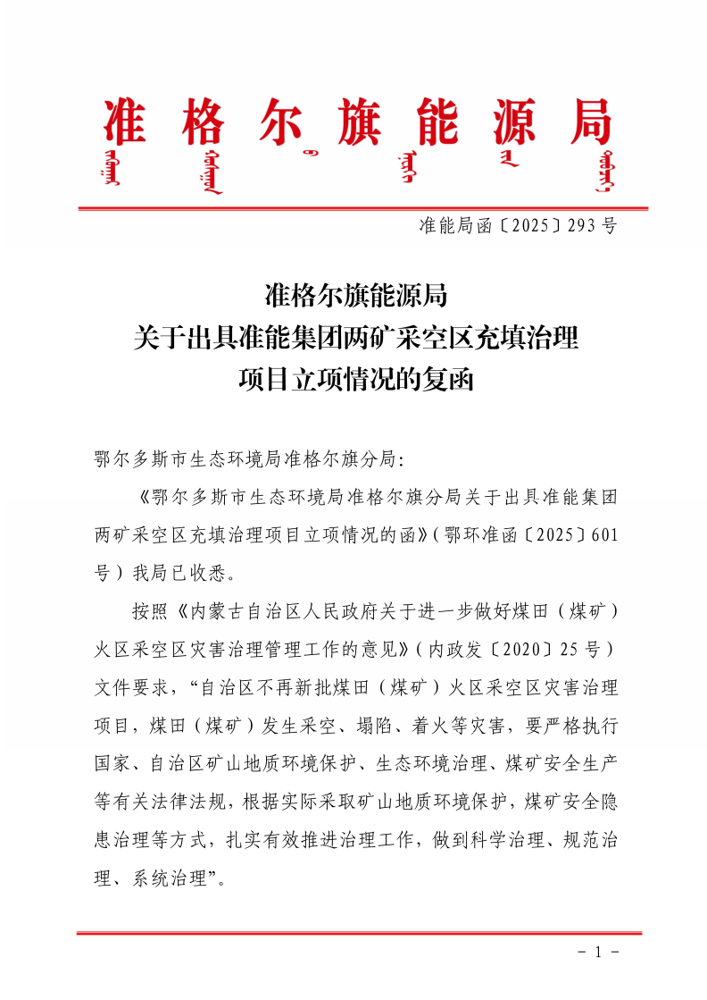 准格尔旗能源局
准能局函〔2025〕293号
准格尔旗能源局
关于出具准能集团两矿采空区充填治理
项目立项情况的复函
鄂尔多斯市生态环境局准格尔旗分局：
《鄂尔多斯市生态环境局准格尔旗分局关于出具准能集团
两矿采空区充填治理项目立项情况的函》（鄂环准函〔2025〕601
号）我局已收悉。
按照《内蒙古自治区人民政府关于进一步做好煤田（煤矿）
火区采空区灾害治理管理工作的意见》（内政发〔2020〕25号）
文件要求，“自治区不再新批煤田（煤矿）火区采空区灾害治理
项目，煤田（煤矿）发生采空、塌陷、着火等灾害，要严格执行
国家、自治区矿山地质环境保护、生态环境治理、煤矿安全生产
等有关法律法规，根据实际采取矿山地质环境保护，煤矿安全隐
患治理等方式，扎实有效推进治理工作，做到科学治理、规范治
理、系统治理”。
- 1 -